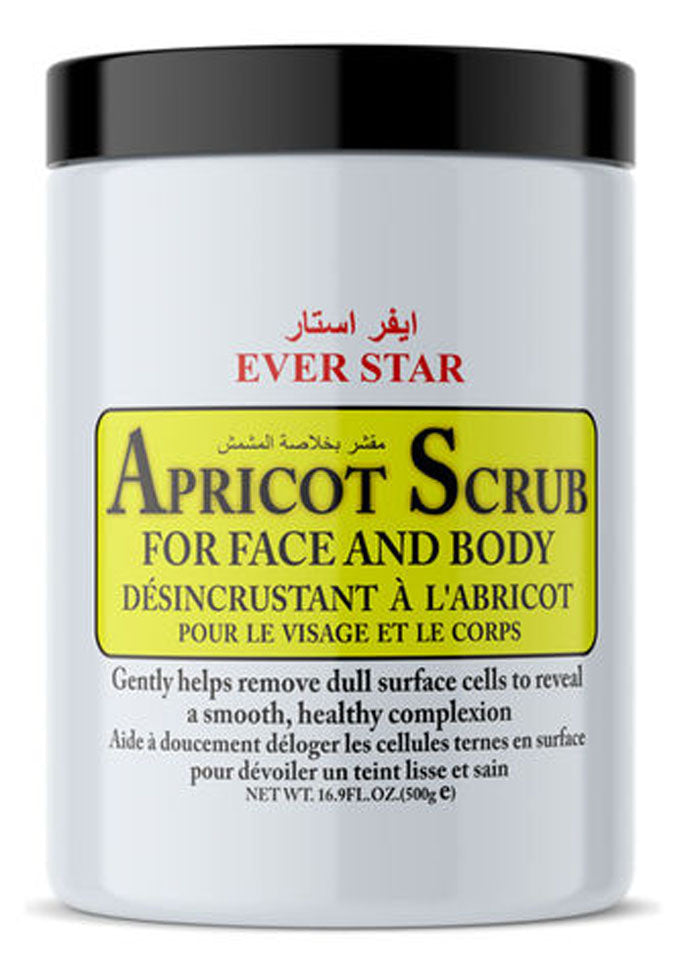 ايفر استار
EVER STAR
مقشر بخلاصة المشمش
APRICOT SCRUB
FOR FACE AND BODY
DÉSINCRUSTANT À L'ABRICOT
POUR LE VISAGE ET LE CORPS
Gently helps remove dull surface cells to reveal
a smooth, healthy complexion
Aide à doucement déloger les cellules ternes en surface
pour dévoiler un teint lisse et sain
NET WT. 16.9FL.OZ.(500g e)